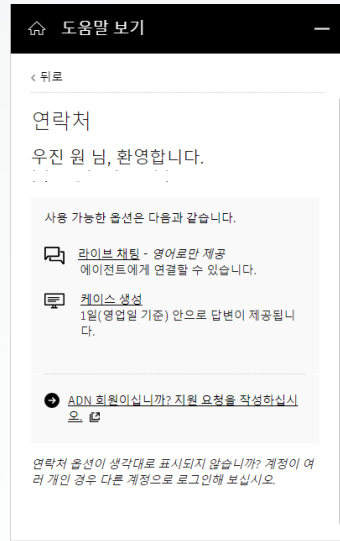 도움말 보기
< 뒤로
연락처
우진 원 님, 환영합니다.
사용 가능한 옵션은 다음과 같습니다.
라이브 채팅 - 영어로만 제공
에이전트에게 연결할 수 있습니다.
케이스 생성
1일(영업일 기준) 안으로 답변이 제공됩니
다.
ADN 회원이십니까? 지원 요청을 작성하십시
오.
연락처 옵션이 생각대로 표시되지 않습니까? 계정이 여
러 개인 경우 다른 계정으로 로그인해 보십시오.